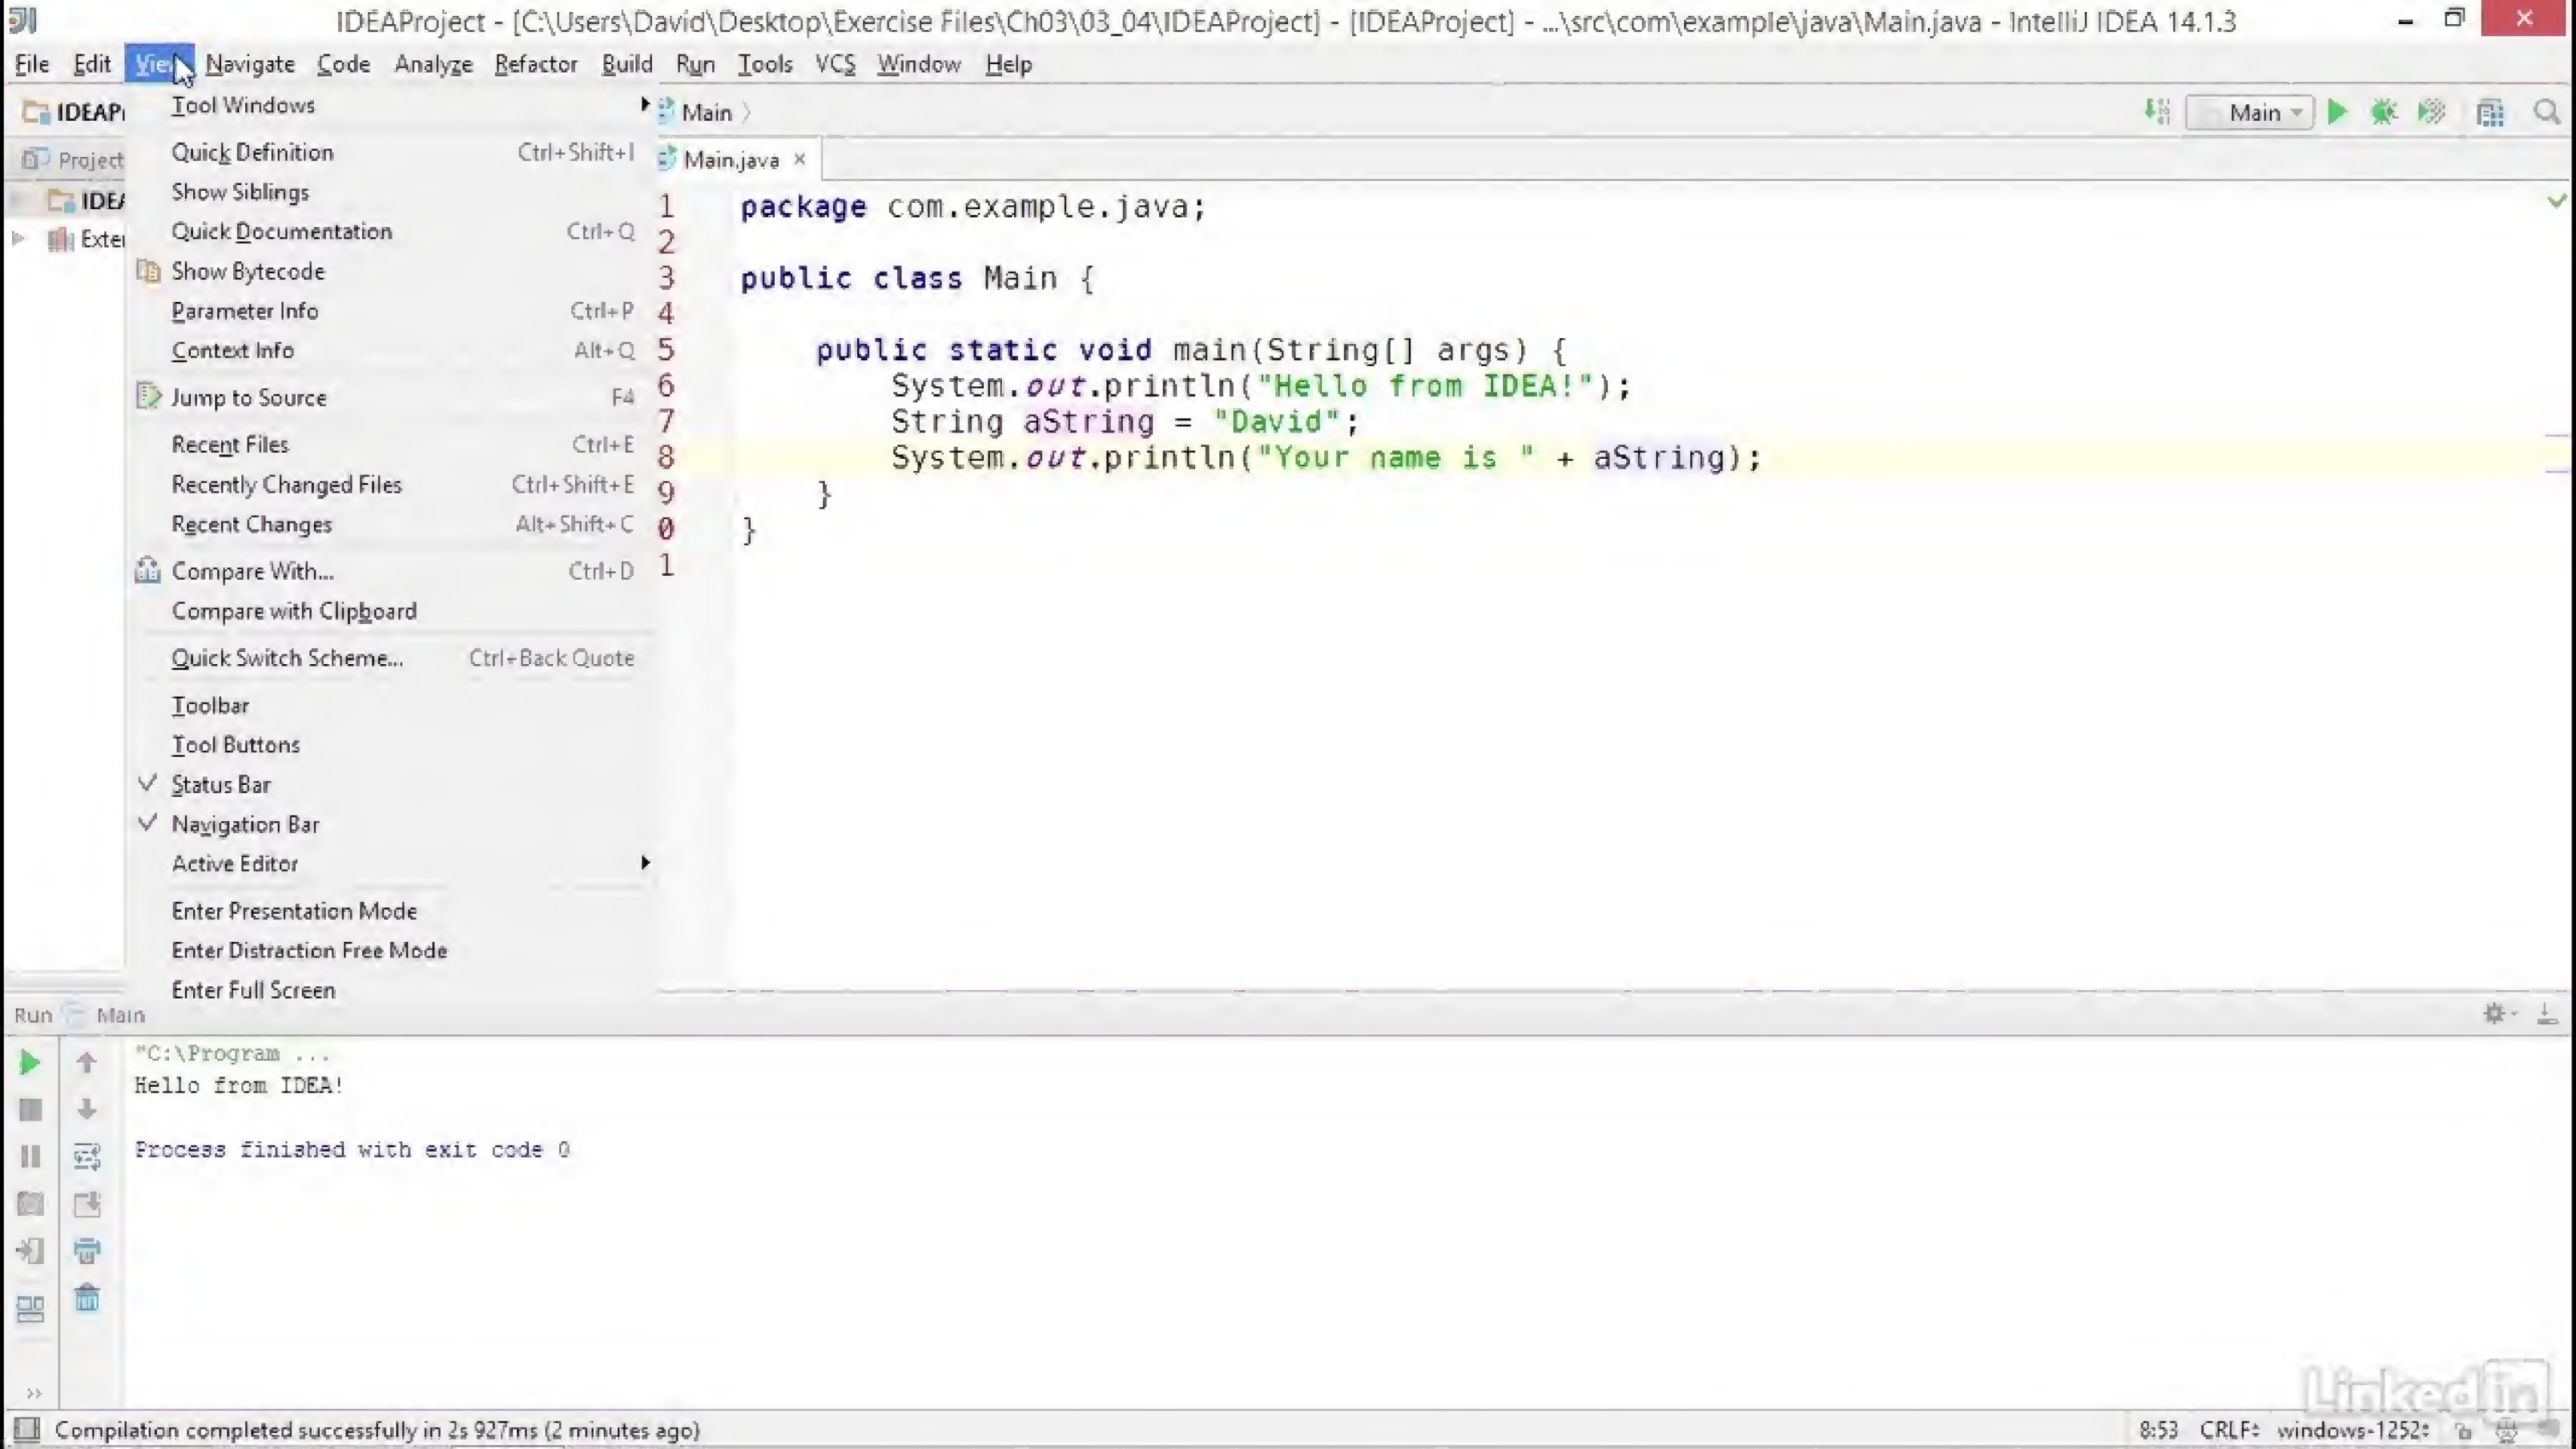 IDEAProject - [C:\Users\David\Desktop\Exercise Files\Ch03\03_04\IDEAProject] - [IDEAProject] - ...\src\com\example\java\Main.java - IntelliJ IDEA 14.1.3
File Edit View Navigate Code Analyze Refactor Build Run Tools VCS Window Help
IDEAP Main Main
Project Main.java
IDEA
Exter
Tool Windows
Quick Definition Ctrl+Shift+I
Show Siblings
Quick Documentation Ctrl+Q
Show Bytecode
Parameter Info Ctrl+P
Context Info Alt+Q
Jump to Source F4
Recent Files Ctrl+E
Recently Changed Files Ctrl+Shift+E
Recent Changes Alt+Shift+C
Compare With... Ctrl+D
Compare with Clipboard
Quick Switch Scheme... Ctrl+Back Quote
Toolbar
Tool Buttons
Status Bar
Navigation Bar
Active Editor
Enter Presentation Mode
Enter Distraction Free Mode
Enter Full Screen
1 package com.example.java;
2
3 public class Main {
4
5 public static void main(String[] args) {
6 System.out.println("Hello from IDEA!");
7 String aString = "David";
8 System.out.println("Your name is " + aString);
9 }
0 }
1
Run Main
"C:\Program ...
Hello from IDEA!
Process finished with exit code 0
Linked in
Compilation completed successfully in 2s 927ms (2 minutes ago) 8:53 CRLF windows-1252